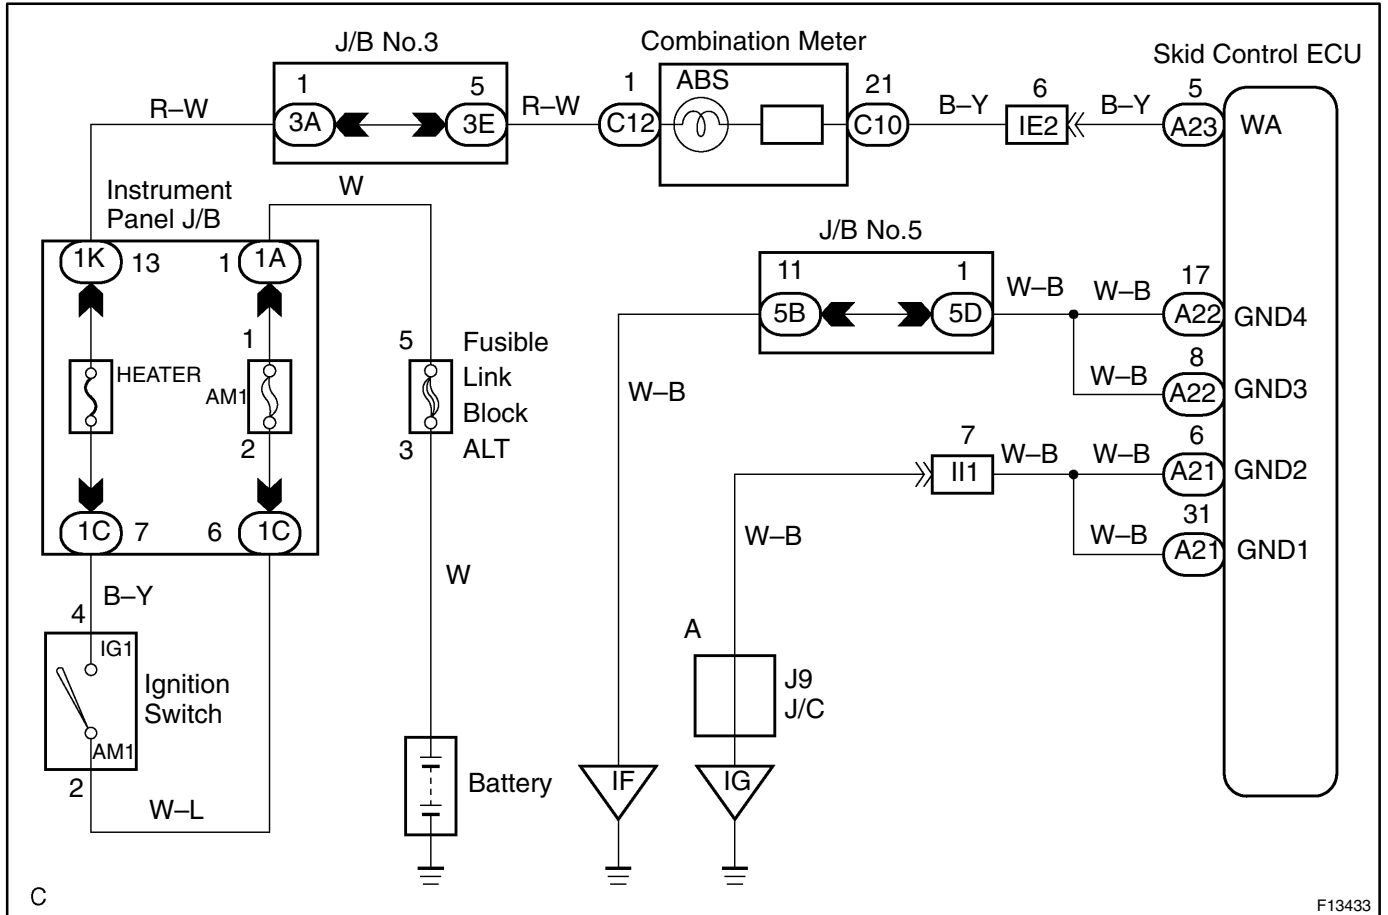 J/B No.3
Combination Meter
Skid Control ECU
1
5
1
ABS
21
6
5
R–W
3A
3E
R–W
C12
C10
B–Y
IE2
B–Y
A23
WA
Instrument
Panel J/B
W
J/B No.5
1K
13
1
1A
11
1
17
5B
5D
W–B
W–B
A22
GND4
1
5
Fusible
HEATER
AM1
Link
8
W–B
W–B
A22
GND3
Block
2
3
ALT
7
6
II1
W–B
W–B
A21
GND2
31
1C
7
6
1C
W–B
W–B
A21
GND1
B–Y
W
4
IG1
Ignition
Switch
A
J9
J/C
AM1
2
W–L
Battery
IF
IG
C
F13433